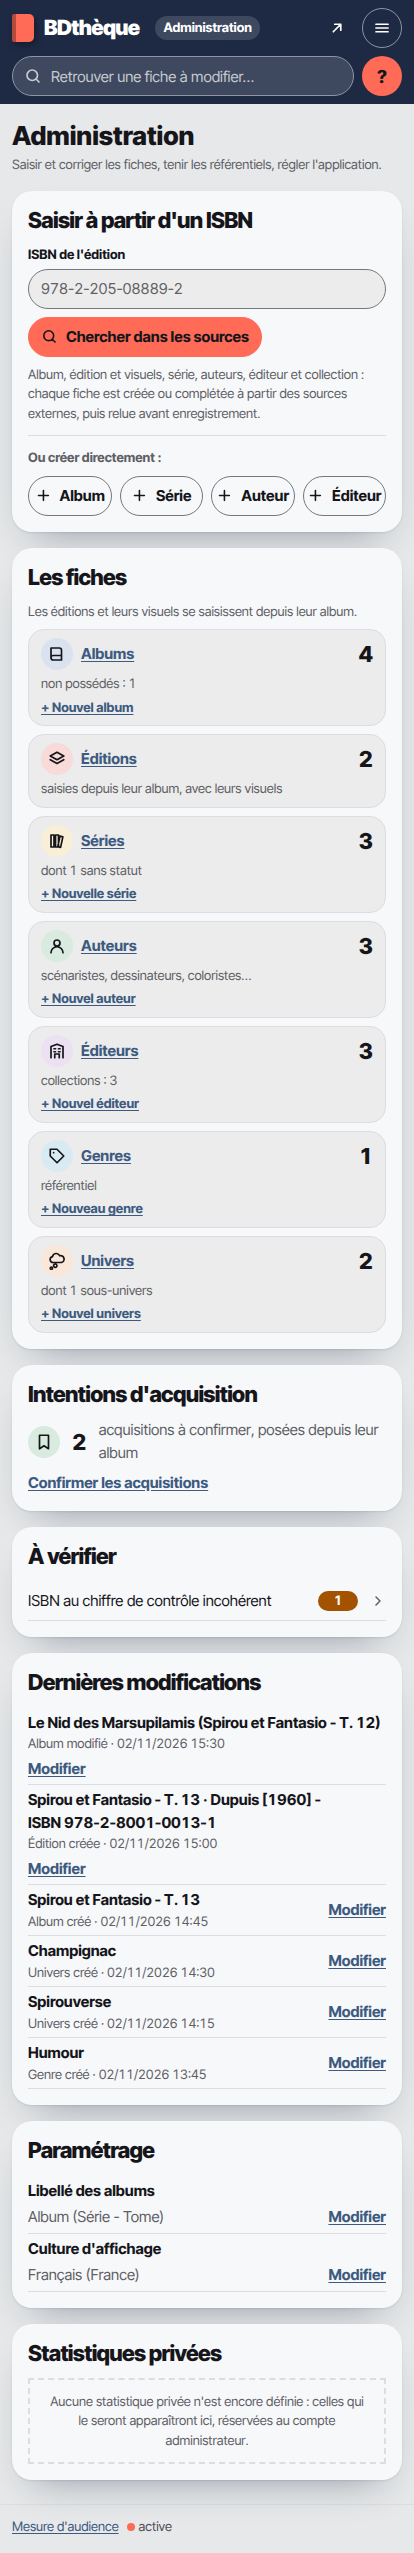 BDthèque Administration
Retrouver une fiche à modifier... ?
Administration
Saisir et corriger les fiches, tenir les référentiels, régler l'application.
Saisir à partir d'un ISBN
ISBN de l'édition
978-2-205-08889-2
Chercher dans les sources
Album, édition et visuels, série, auteurs, éditeur et collection :
chaque fiche est créée ou complétée à partir des sources
externes, puis relue avant enregistrement.
Ou créer directement :
+ Album + Série + Auteur + Éditeur
Les fiches
Les éditions et leurs visuels se saisissent depuis leur album.
Albums 4
non possédés : 1
+ Nouvel album
Éditions 2
saisies depuis leur album, avec leurs visuels
Séries 3
dont 1 sans statut
+ Nouvelle série
Auteurs 3
scénaristes, dessinateurs, coloristes...
+ Nouvel auteur
Éditeurs 3
collections : 3
+ Nouvel éditeur
Genres 1
référentiel
+ Nouveau genre
Univers 2
dont 1 sous-univers
+ Nouvel univers
Intentions d'acquisition
2 acquisitions à confirmer, posées depuis leur
album
Confirmer les acquisitions
À vérifier
ISBN au chiffre de contrôle incohérent 1
Dernières modifications
Le Nid des Marsupilamis (Spirou et Fantasio - T. 12)
Album modifié · 02/11/2026 15:30
Modifier
Spirou et Fantasio - T. 13 · Dupuis [1960] -
ISBN 978-2-8001-0013-1
Édition créée · 02/11/2026 15:00
Modifier
Spirou et Fantasio - T. 13
Album créé · 02/11/2026 14:45
Modifier
Champignac
Univers créé · 02/11/2026 14:30
Modifier
Spirouverse
Univers créé · 02/11/2026 14:15
Modifier
Humour
Genre créé · 02/11/2026 13:45
Modifier
Paramétrage
Libellé des albums
Album (Série - Tome) Modifier
Culture d'affichage
Français (France) Modifier
Statistiques privées
Aucune statistique privée n'est encore définie : celles qui
le seront apparaîtront ici, réservées au compte
administrateur.
Mesure d'audience active